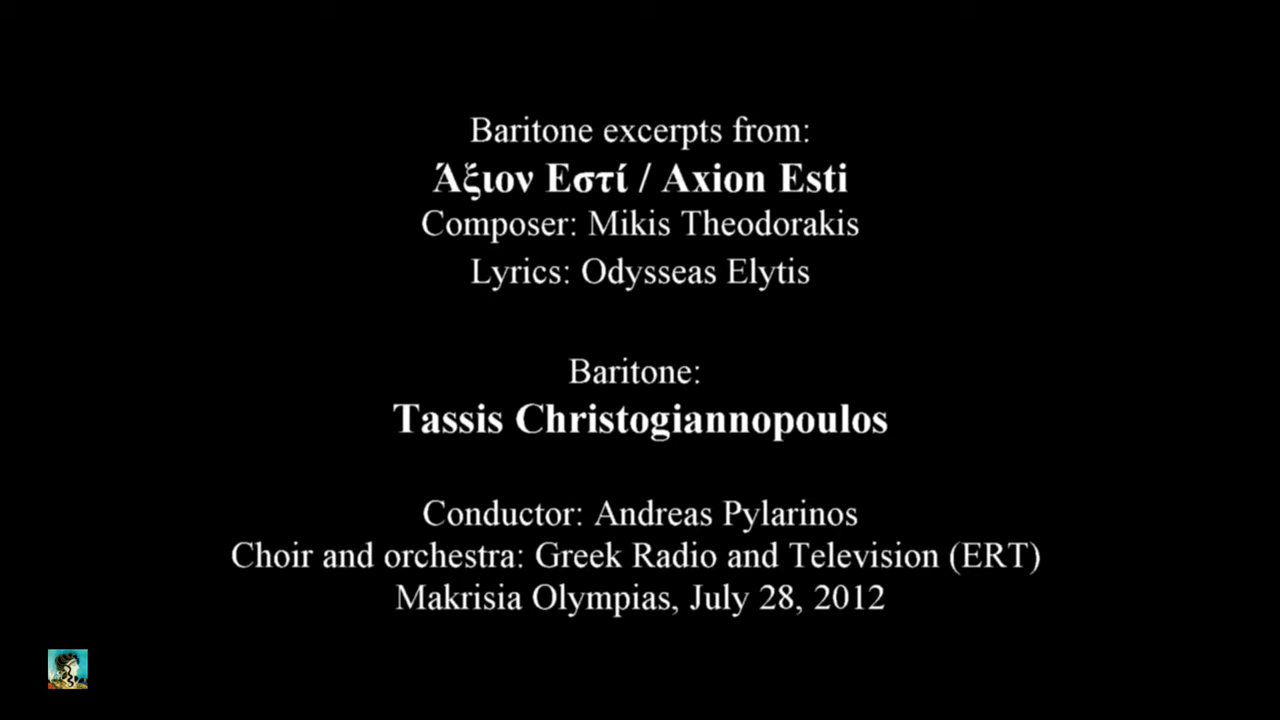 Baritone excerpts from:
Άξιον Εστί / Axion Esti
Composer: Mikis Theodorakis
Lyrics: Odysseas Elytis
Baritone:
Tassis Christogiannopoulos
Conductor: Andreas Pylarinos
Choir and orchestra: Greek Radio and Television (ERT)
Makrisia Olympias, July 28, 2012